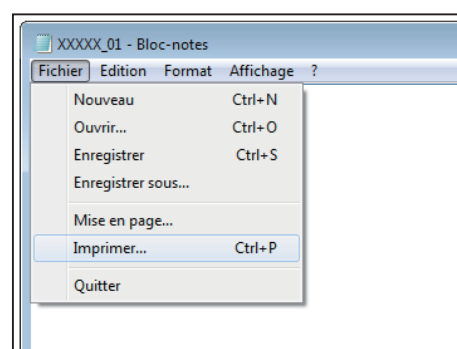 XXXXX_01 - Bloc-notes
Fichier Edition Format Affichage ?
Nouveau Ctrl+N
Ouvrir... Ctrl+O
Enregistrer Ctrl+S
Enregistrer sous...
Mise en page...
Imprimer... Ctrl+P
Quitter